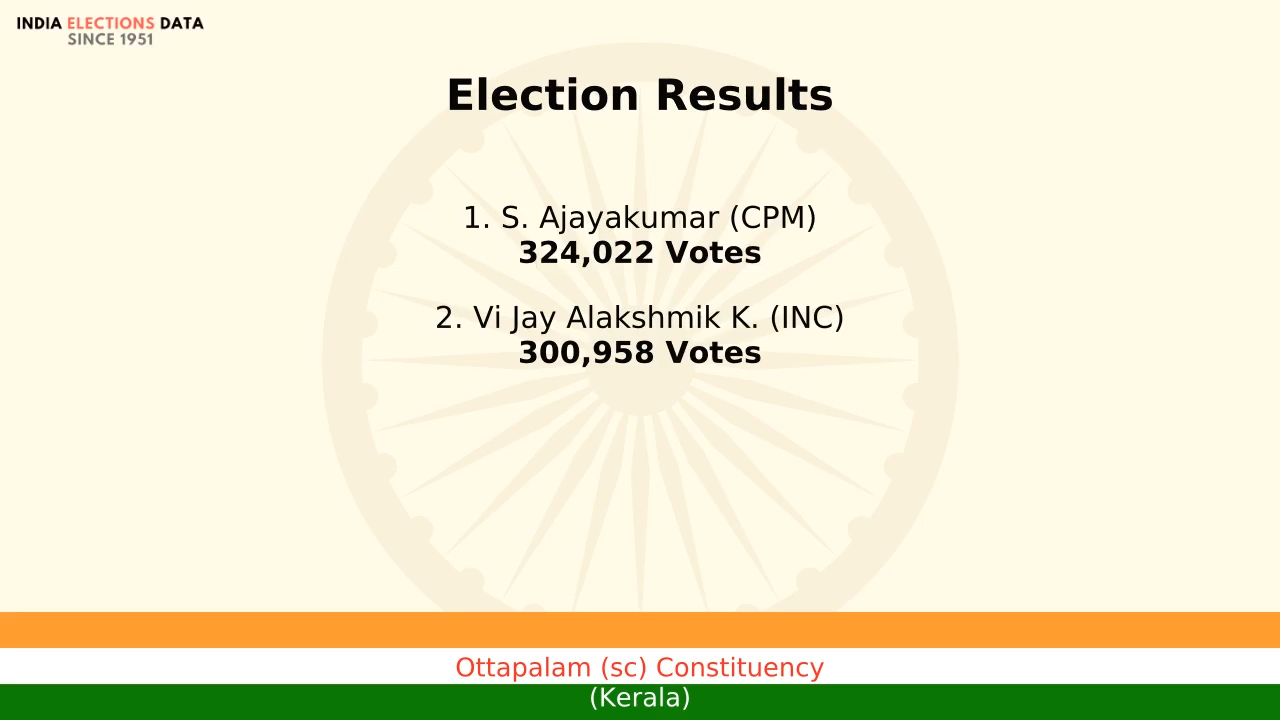 INDIA ELECTIONS DATA
SINCE 1951
Election Results
1. S. Ajayakumar (CPM)
324,022 Votes
2. Vi Jay Alakshmik K. (INC)
300,958 Votes
Ottapalam (sc) Constituency
(Kerala)